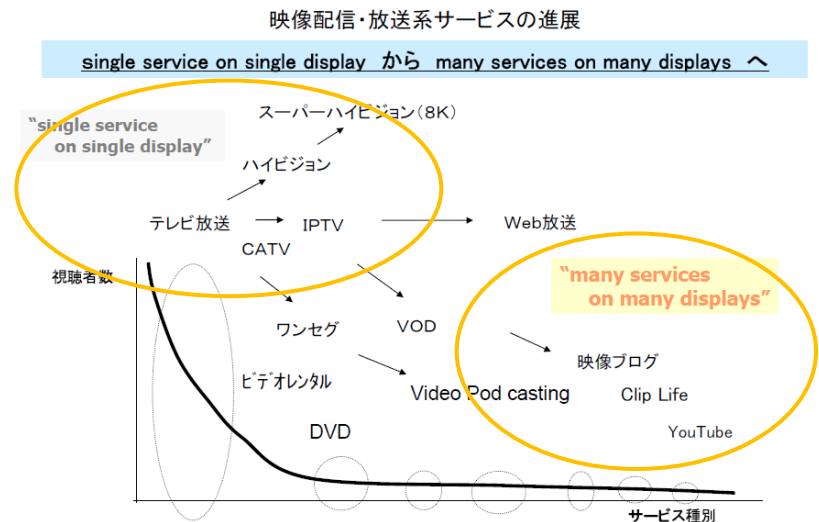 映像配信・放送系サービスの進展
single service on single display から many services on many displays へ
"single service
on single display"
スーパーハイビジョン(8K)
ハイビジョン
テレビ放送
IPTV
Web放送
CATV
視聴者数
"many services
on many displays"
ワンセグ
VOD
映像ブログ
ビデオレンタル
Video Pod casting
Clip Life
DVD
YouTube
サービス種別